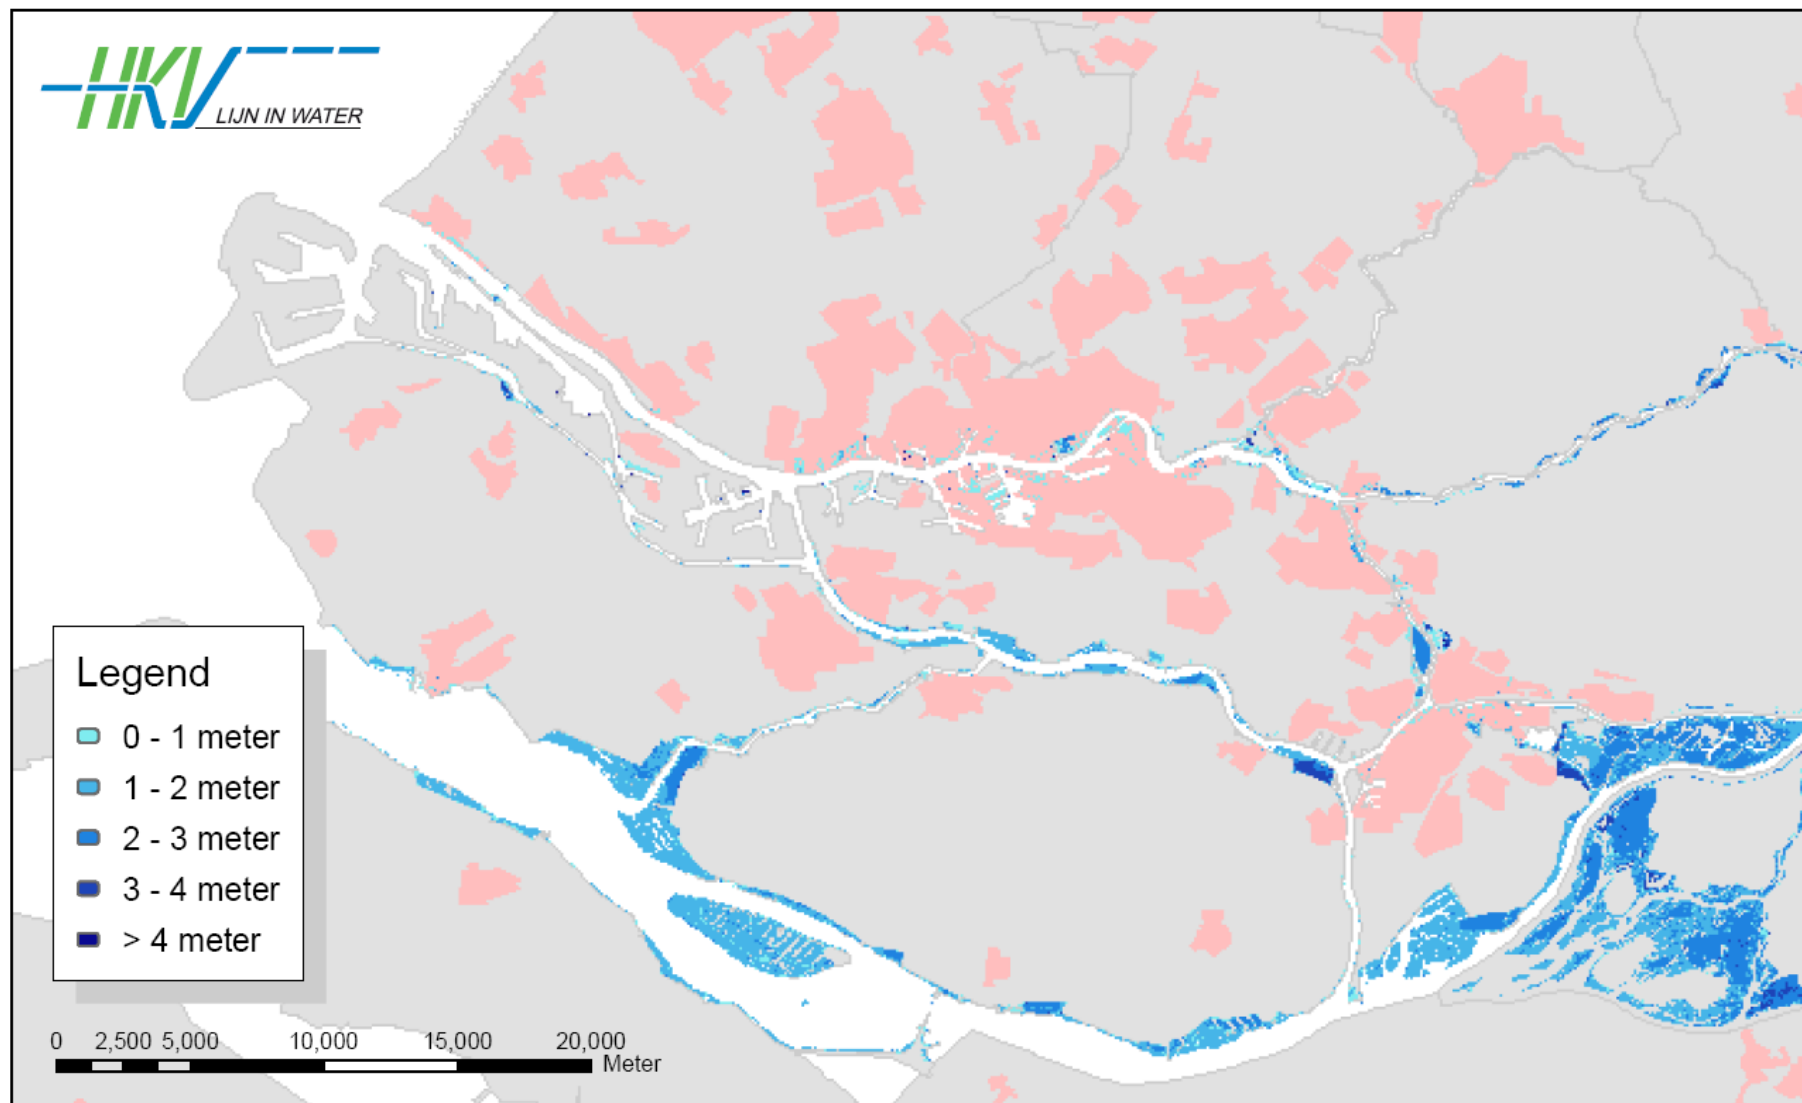 HKV
LIJN IN WATER
Legend
0 - 1 meter
1 - 2 meter
2 - 3 meter
3 - 4 meter
> 4 meter
0 2,500 5,000 10,000 15,000 20,000
Meter